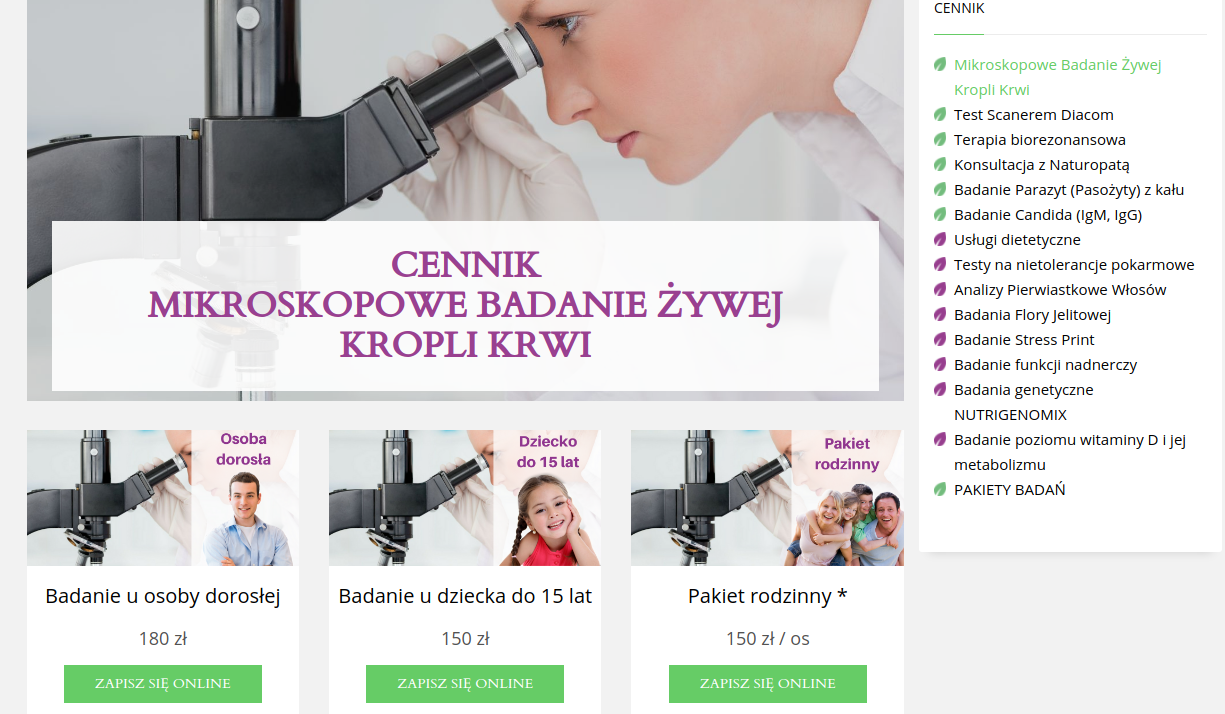 CENNIK
MIKROSKOPOWE BADANIE ŻYWEJ
KROPLI KRWI
Osoba
dorosła
Badanie u osoby dorosłej
180 zł
ZAPISZ SIĘ ONLINE
Dziecko
do 15 lat
Badanie u dziecka do 15 lat
150 zł
ZAPISZ SIĘ ONLINE
Pakiet
rodzinny
Pakiet rodzinny *
150 zł / os
ZAPISZ SIĘ ONLINE
CENNIK
Mikroskopowe Badanie Żywej
Kropli Krwi
Test Scanerem Diacom
Terapia biorezonansowa
Konsultacja z Naturopatą
Badanie Parazyt (Pasożyty) z kału
Badanie Candida (IgM, IgG)
Usługi dietetyczne
Testy na nietolerancje pokarmowe
Analizy Pierwiastkowe Włosów
Badania Flory Jelitowej
Badanie Stress Print
Badanie funkcji nadnerczy
Badania genetyczne
NUTRIGENOMIX
Badanie poziomu witaminy D i jej
metabolizmu
PAKIETY BADAŃ